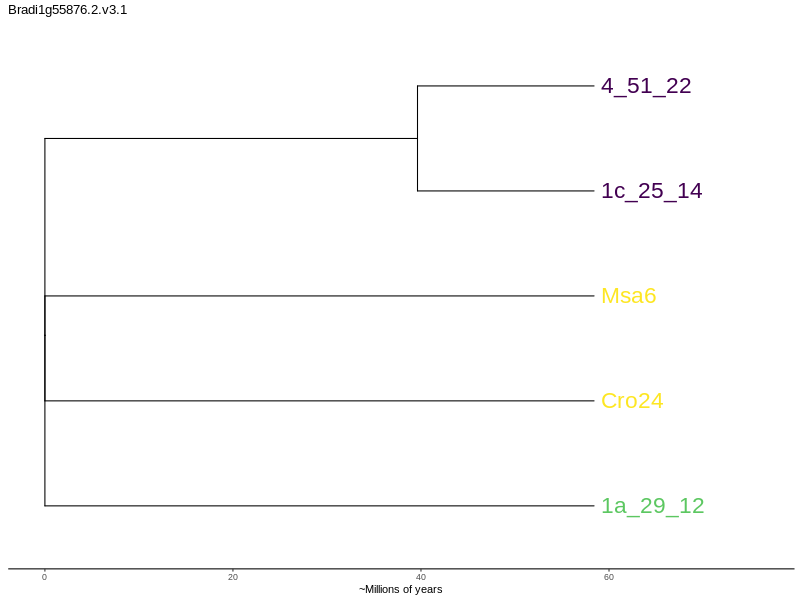 Bradi1g55876.2.v3.1
4_51_22
1c_25_14
Msa6
Cro24
1a_29_12
0 20 40 60
~Millions of years